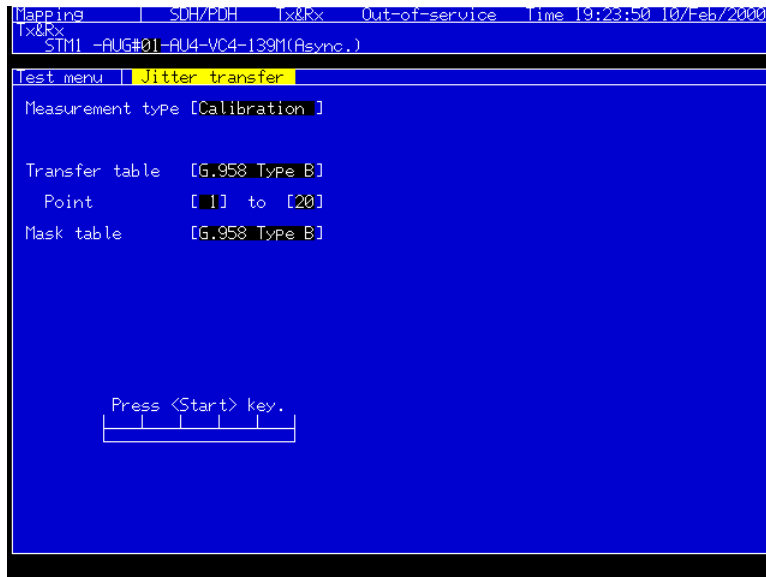 Mapping | SDH/PDH Tx&Rx Out-of-service Time 19:23:50 10/Feb/2000
Tx&Rx
STM1 -AUG#01-AU4-VC4-139M(Async.)
Test menu | Jitter transfer
Measurement type [Calibration ]
Transfer table [G.958 Type B]
Point [ 1] to [20]
Mask table [G.958 Type B]
Press <Start> key.